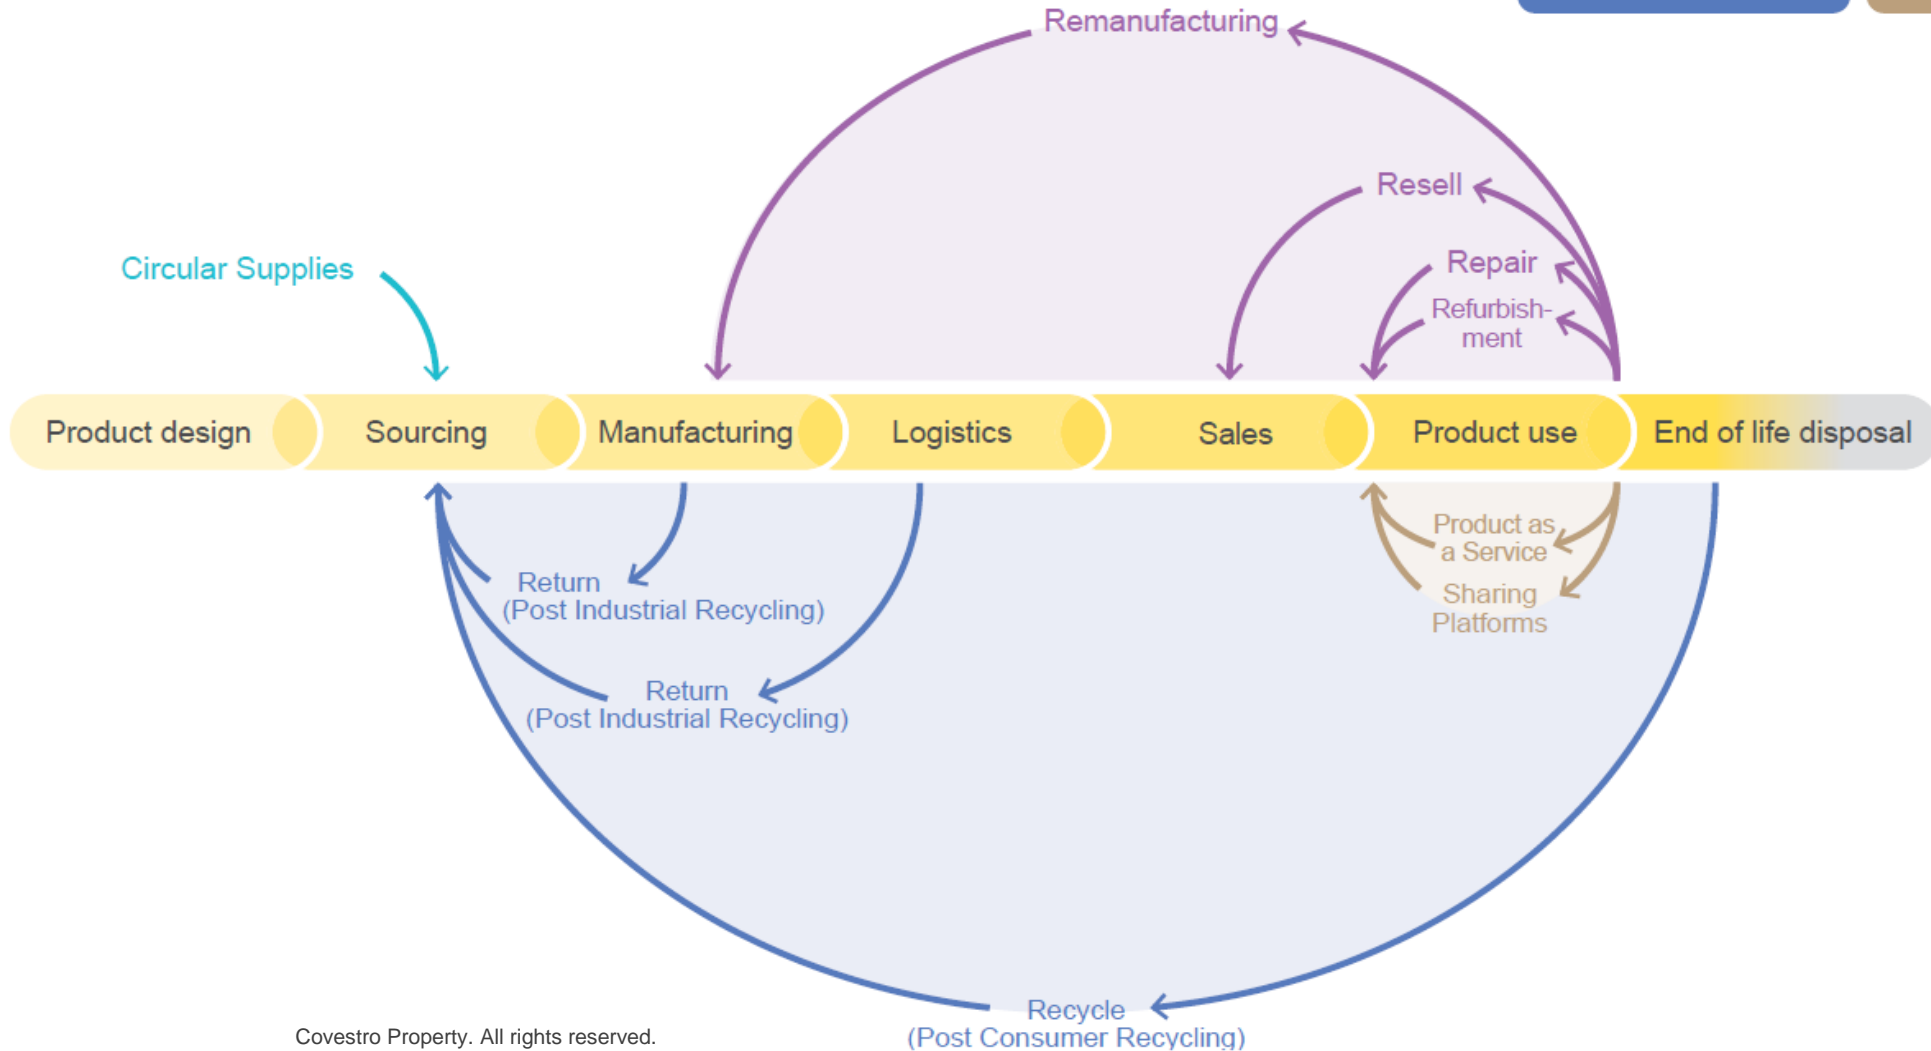 Remanufacturing
Resell
Repair
Refurbish-
ment
Circular Supplies
Product design
Sourcing
Manufacturing
Logistics
Sales
Product use
End of life disposal
Return
(Post Industrial Recycling)
Return
(Post Industrial Recycling)
Product as
a Service
Sharing
Platforms
Recycle
(Post Consumer Recycling)
Covestro Property. All rights reserved.